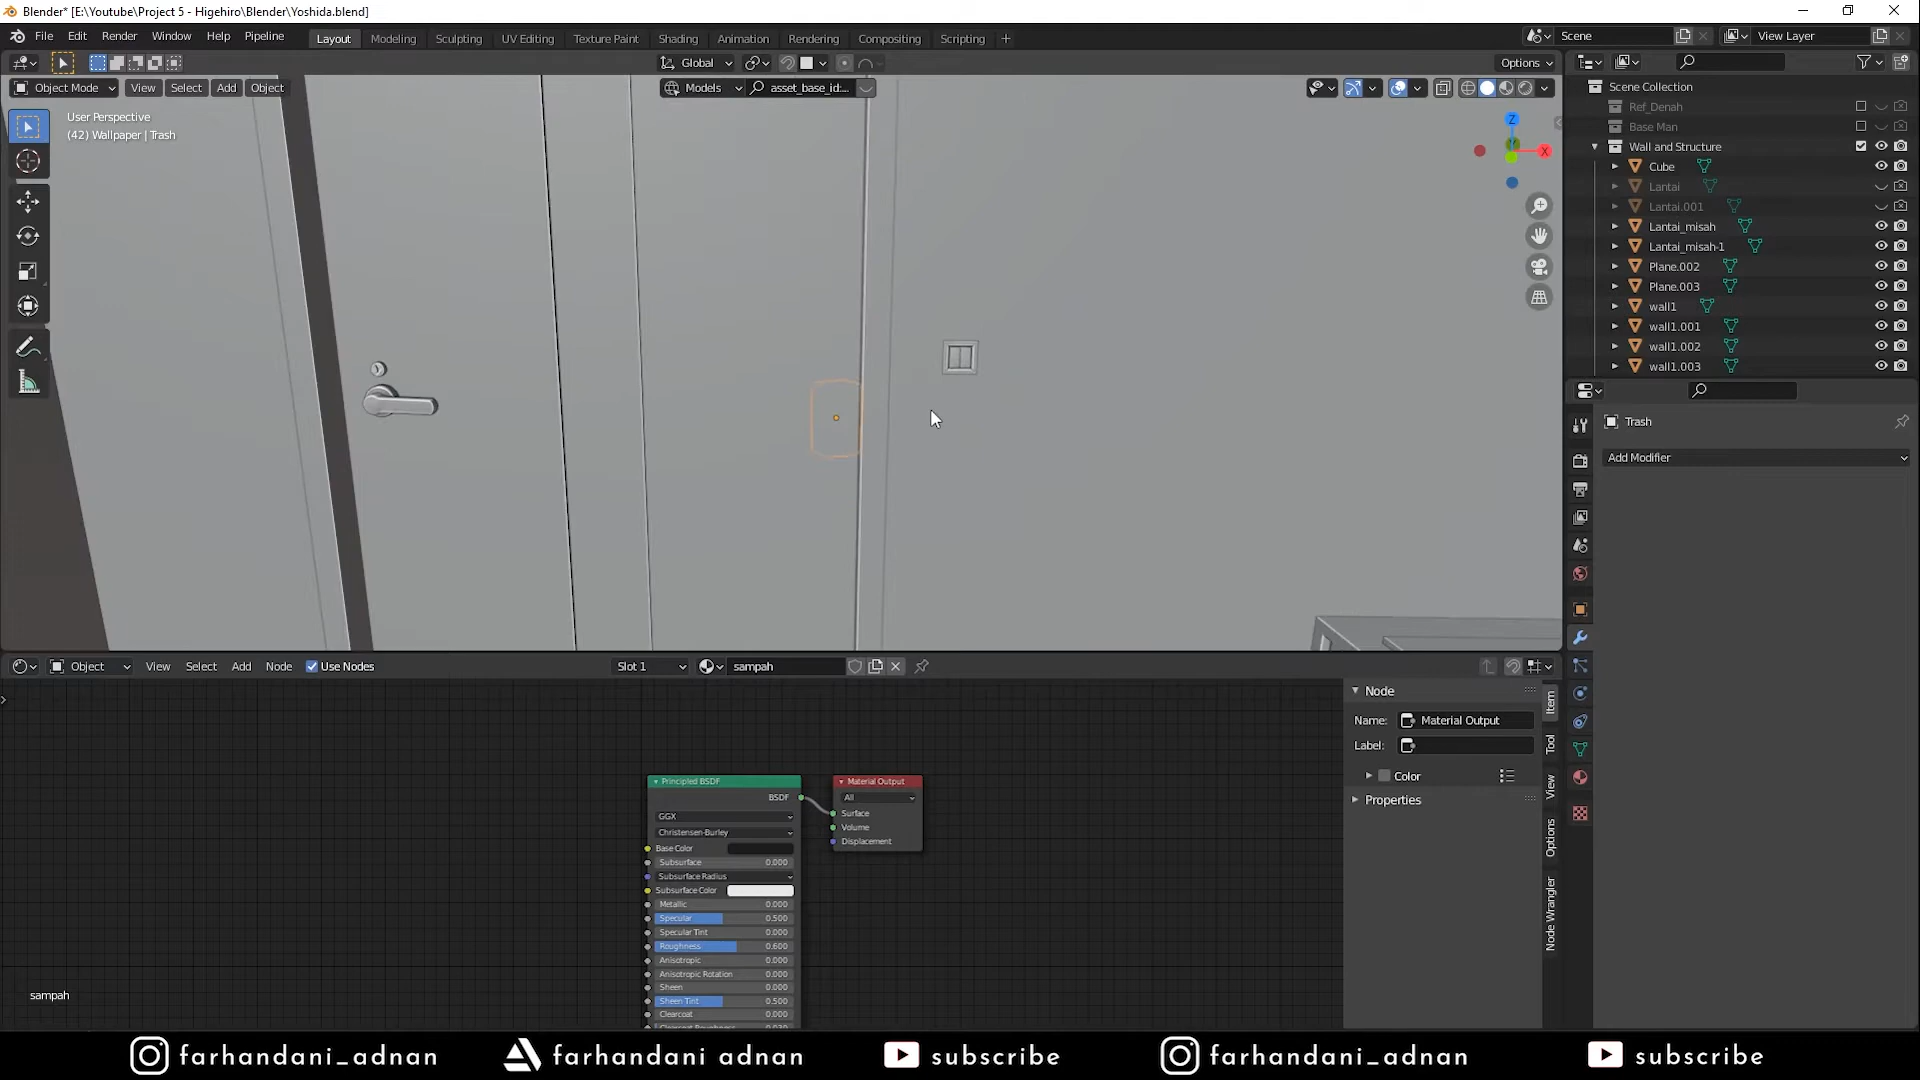 Blender* [E:\Youtube\Project 5 - Higehiro\Blender\Yoshida.blend]
File Edit Render Window Help Pipeline
Layout Modeling Sculpting UV Editing Texture Paint Shading Animation Rendering Compositing Scripting +
Scene
View Layer
Global
Options
Object Mode View Select Add Object
Models
asset_base_id:...
User Perspective
(42) Wallpaper | Trash
Z
X
Scene Collection
Ref_Denah
Base Man
Wall and Structure
Cube
Lantai
Lantai.001
Lantai_misah
Lantai_misah-1
Plane.002
Plane.003
wall1
wall1.001
wall1.002
wall1.003
Trash
Add Modifier
Object View Select Add Node Use Nodes
Slot 1
sampah
Principled BSDF
BSDF
GGX
Christensen-Burley
Base Color
Subsurface 0.000
Subsurface Radius
Subsurface Color
Metallic 0.000
Specular 0.500
Specular Tint 0.000
Roughness 0.600
Anisotropic 0.000
Anisotropic Rotation 0.000
Sheen 0.000
Sheen Tint 0.500
Clearcoat 0.000
Clearcoat Roughness 0.030
Material Output
All
Surface
Volume
Displacement
Node
Name: Material Output
Label:
Color
Properties
Item
Tool
View
Options
Node Wrangler
sampah
farhandani_adnan farhandani adnan subscribe farhandani_adnan subscribe